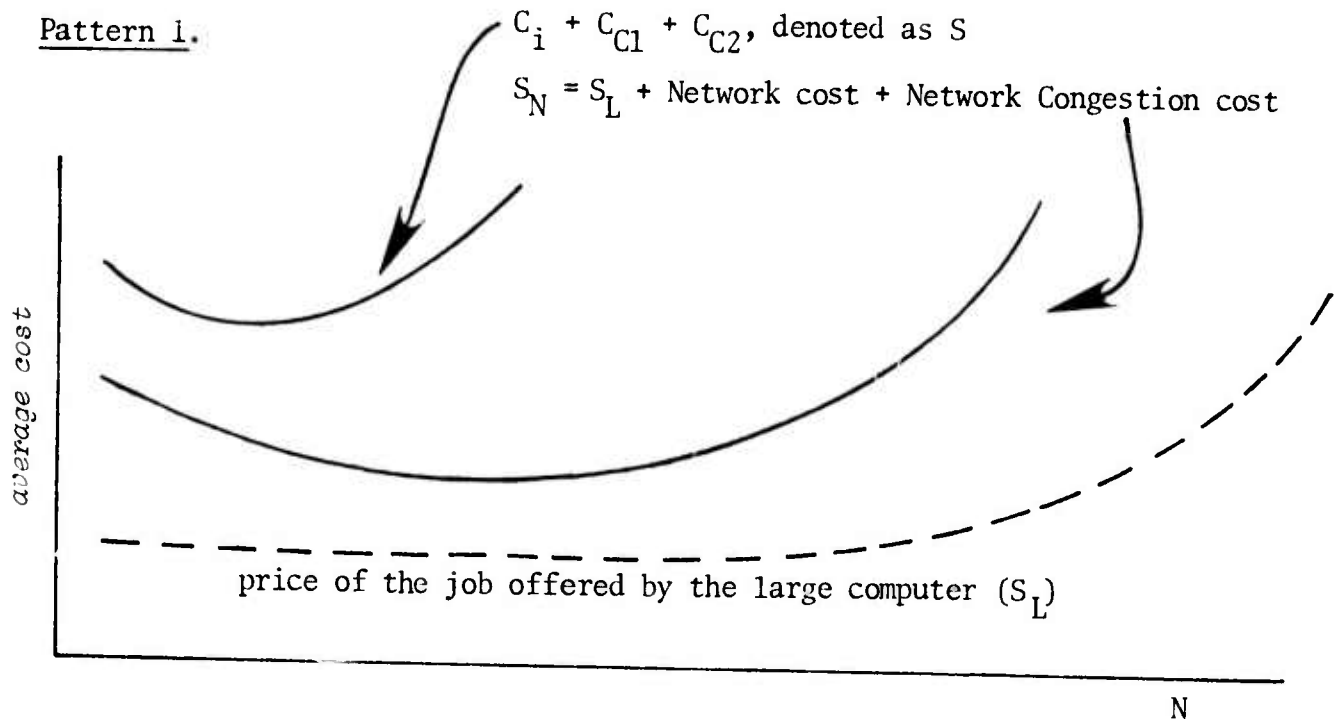 Pattern 1.
C_i + C_C1 + C_C2, denoted as S
S_N = S_L + Network cost + Network Congestion cost
average cost
price of the job offered by the large computer (S_L)
N